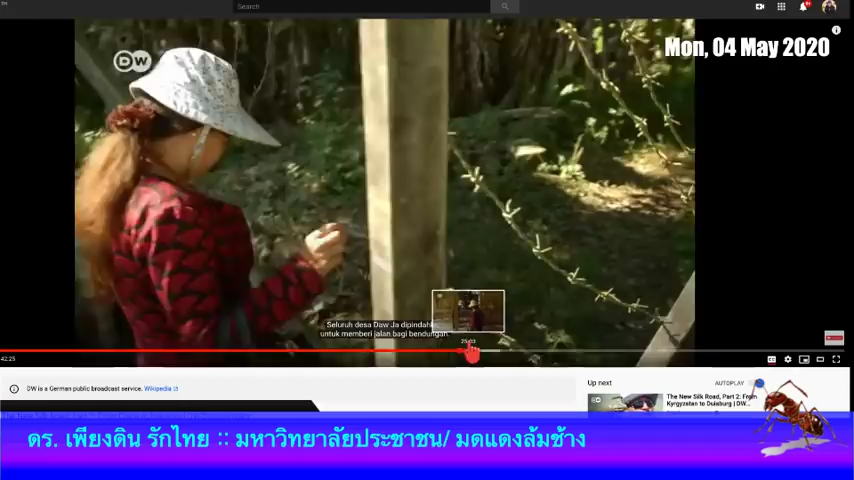 Search
DW
Mon, 04 May 2020
Seluruh desa Daw Ja dipindahk
untuk memberi jalan bagi bendungan.
25:03
42:25
DW is a German public broadcast service. Wikipedia
Up next
AUTOPLAY
The New Silk Road, Part 2: From
Kyrgyzstan to Duisburg | DW...
ดร. เพียงดิน รักไทย :: มหาวิทยาลัยประชาชน/ มดแดงล้มช้าง